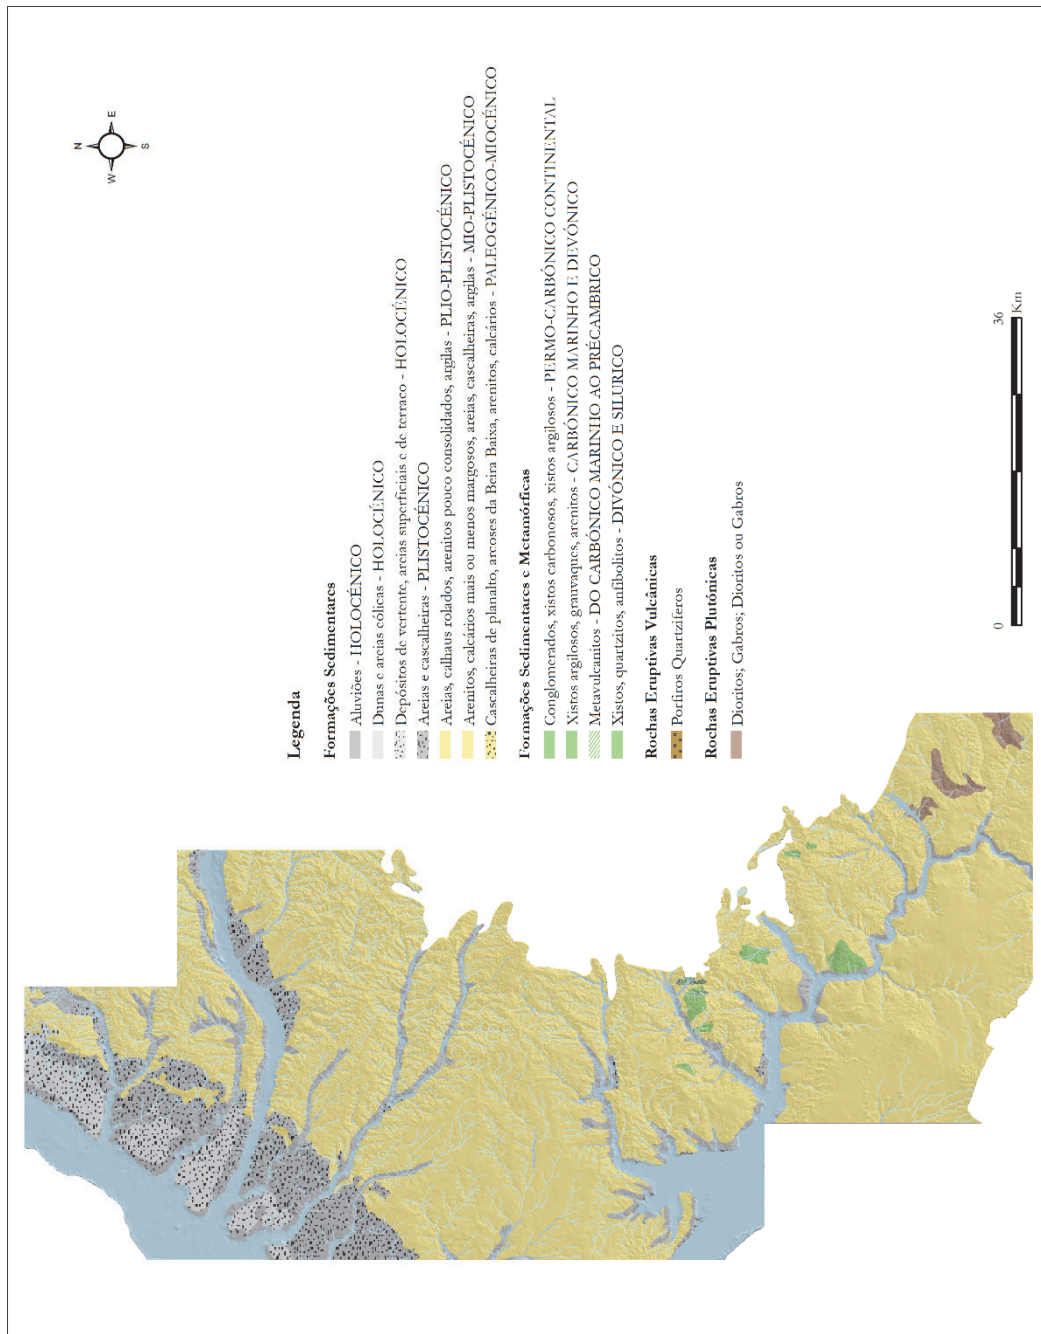 N
E
S
W
Legenda
Formações Sedimentares
Aluviões - HOLOCÉNICO
Dunas e areias eólicas - HOLOCÉNICO
Depósitos de vertente, areias superficiais e de terraço - HOLOCÉNICO
Areias e cascalheiras - PLISTOCÉNICO
Areias, calhaus rolados, arenitos pouco consolidados, argilas - PLIO-PLISTOCÉNICO
Arenitos, calcários mais ou menos margosos, areias, cascalheiras, argilas - MIO-PLISTOCÉNICO
Cascalheiras de planalto, arcoses da Beira Baixa, arenitos, calcários - PALEOGÉNICO-MIOCÉNICO
Formações Sedimentares e Metamórficas
Conglomerados, xistos carbonosos, xistos argilosos - PERMO-CARBÓNICO CONTINENTAL
Xistos argilosos, grauvaques, arenitos - CARBÓNICO MARINHO E DEVÓNICO
Metavulcanitos - DO CARBÓNICO MARINHO AO PRÉCAMBRICO
Xistos, quartzitos, anfibolitos - DIVÓNICO E SILURICO
Rochas Eruptivas Vulcânicas
Porfiros Quartzíferos
Rochas Eruptivas Plutónicas
Dioritos; Gabros; Dioritos ou Gabros
0
36
Km